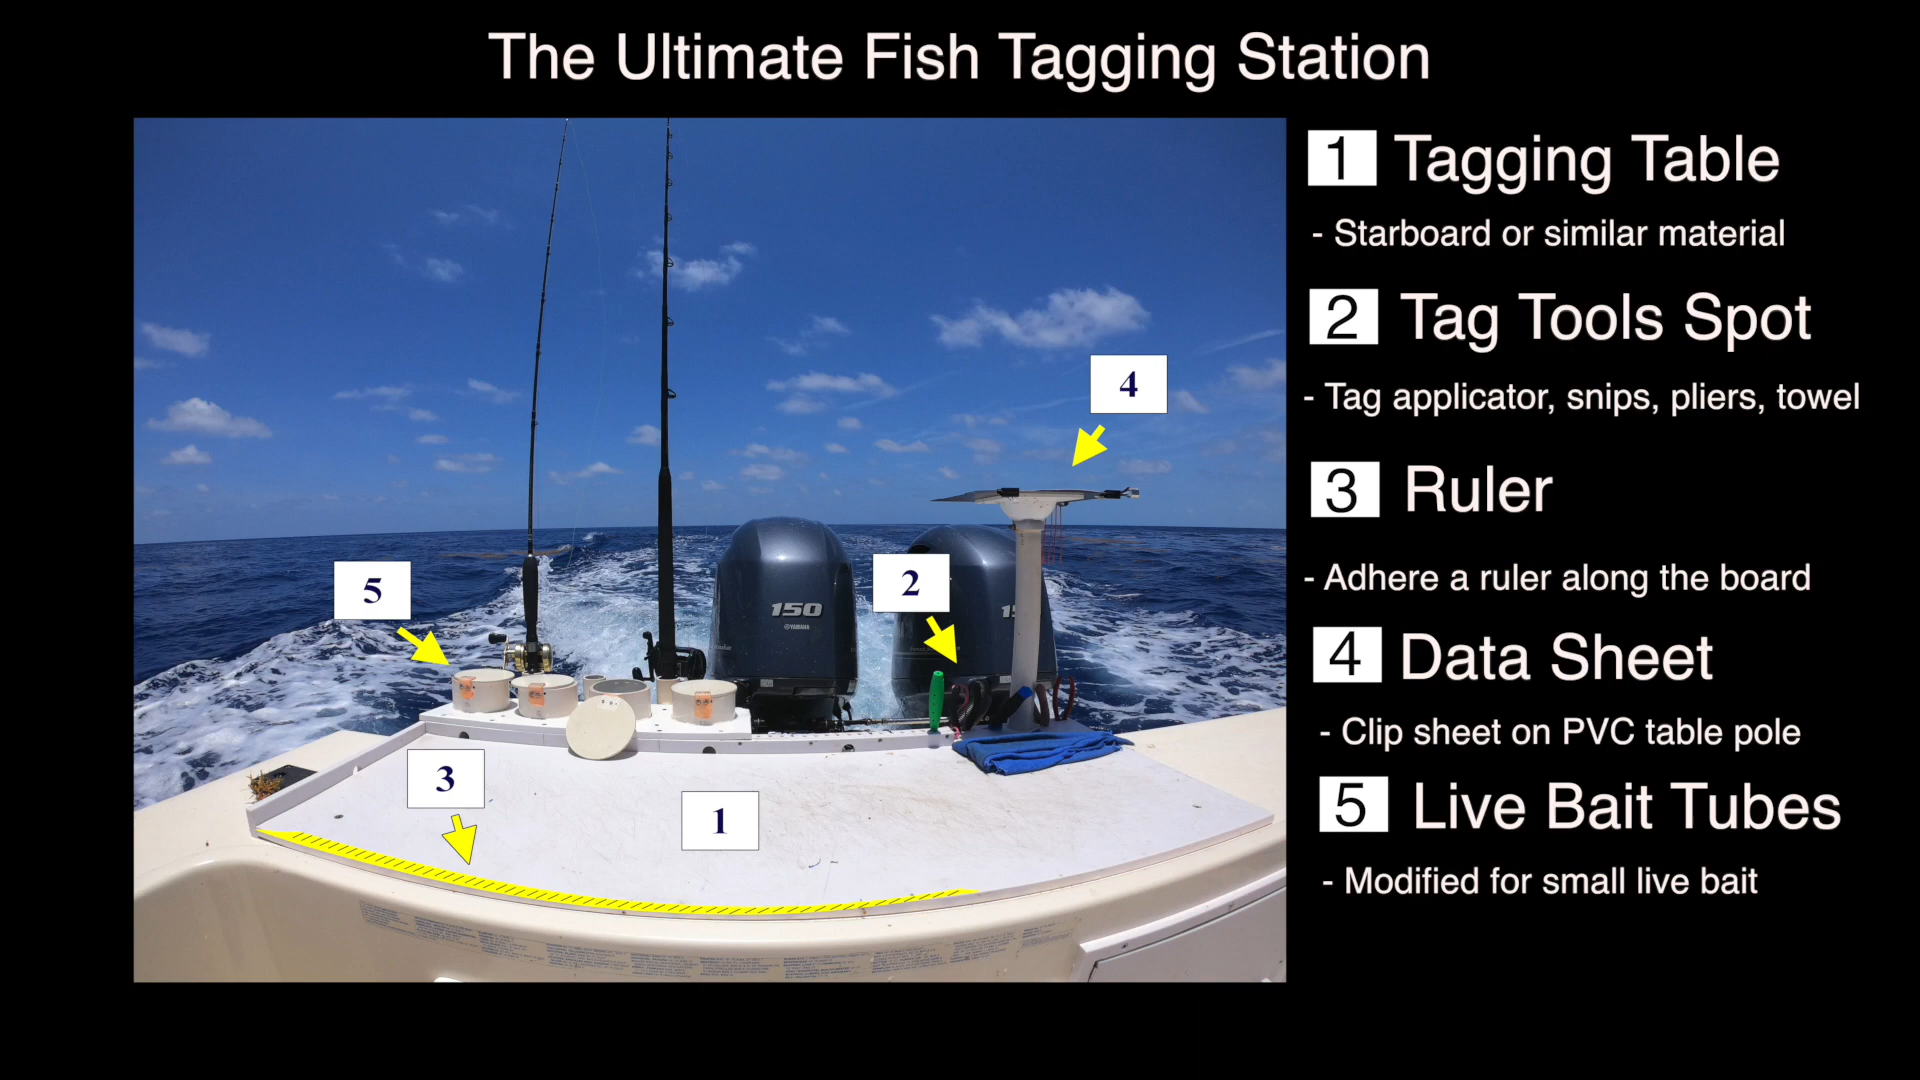 The Ultimate Fish Tagging Station
1 Tagging Table
- Starboard or similar material
2 Tag Tools Spot
- Tag applicator, snips, pliers, towel
3 Ruler
- Adhere a ruler along the board
4 Data Sheet
- Clip sheet on PVC table pole
5 Live Bait Tubes
- Modified for small live bait
4
5
2
150
YAMAHA
3
1